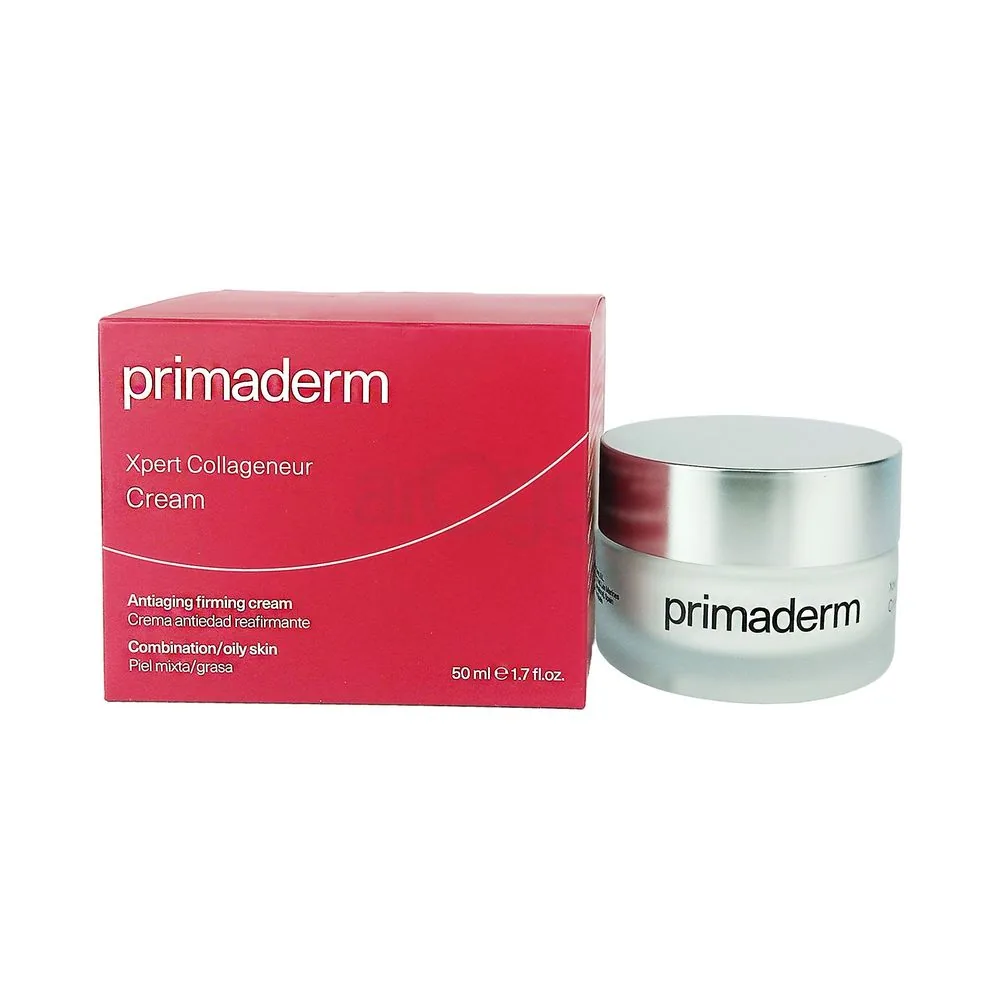 primaderm
Xpert Collageneur
Cream
Antiaging firming cream
Crema antiedad reafirmante
Combination/oily skin
Piel mixta/grasa
50 ml ℮ 1.7 fl.oz.
primaderm